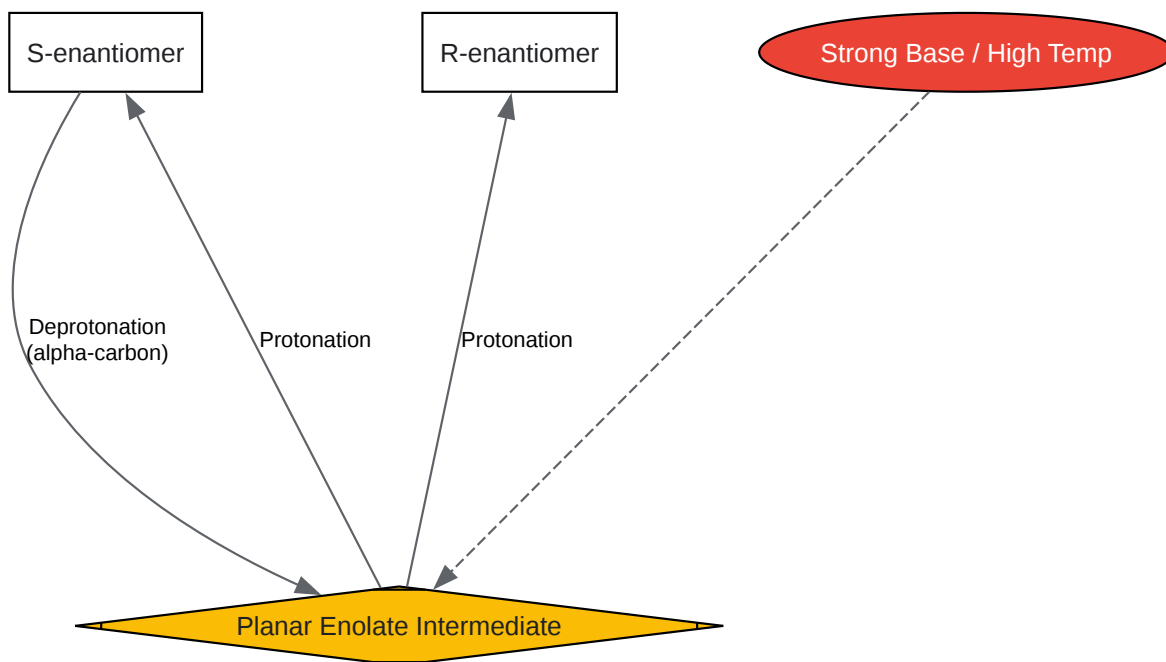 S-enantiomer
R-enantiomer
Strong Base / High Temp
Deprotonation
(alpha-carbon)
Protonation
Protonation
Planar Enolate Intermediate